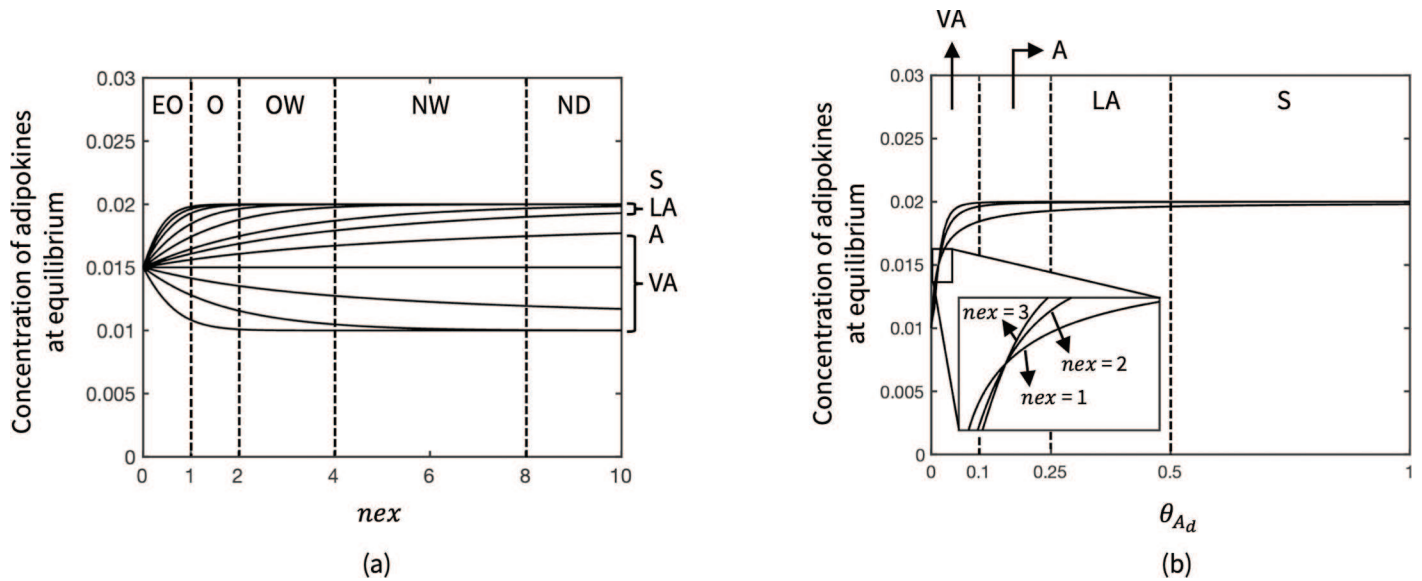 Concentration of adipokines
at equilibrium
0.03
0.025
0.02
0.015
0.01
0.005
0
EO O OW NW ND
S
LA
A
VA
0 1 2 4 6 8 10
nex
(a)
VA
A
Concentration of adipokines
at equilibrium
0.03
0.025
0.02
0.015
0.01
0.005
0
LA S
nex = 3
nex = 2
nex = 1
0 0.1 0.25 0.5 1
θ_{A_d}
(b)